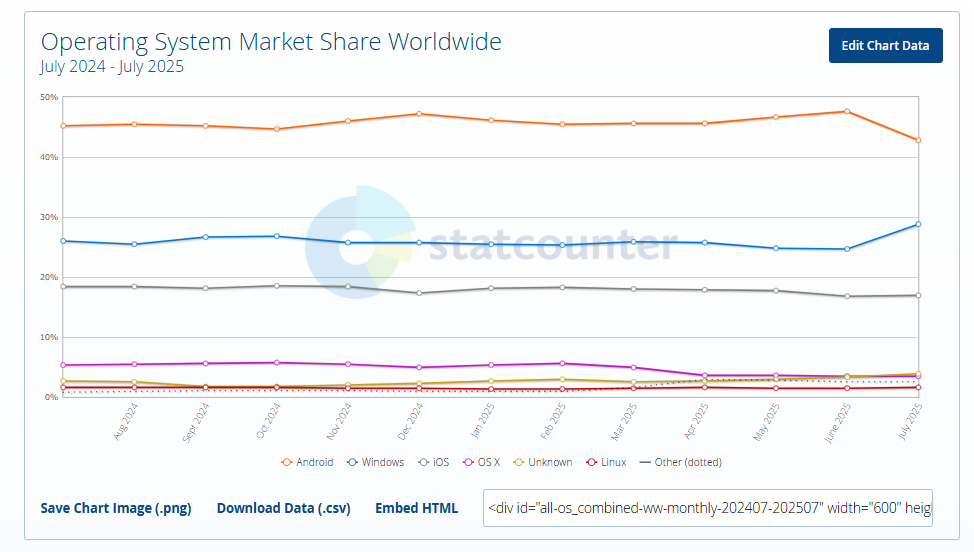 Operating System Market Share Worldwide
July 2024 - July 2025
Edit Chart Data
50%
40%
30%
20%
10%
0%
statcounter
Aug 2024
Sept 2024
Oct 2024
Nov 2024
Dec 2024
Jan 2025
Feb 2025
Mar 2025
Apr 2025
May 2025
June 2025
July 2025
Android Windows iOS OS X Unknown Linux Other (dotted)
Save Chart Image (.png) Download Data (.csv) Embed HTML <div id="all-os_combined-ww-monthly-202407-202507" width="600" heig